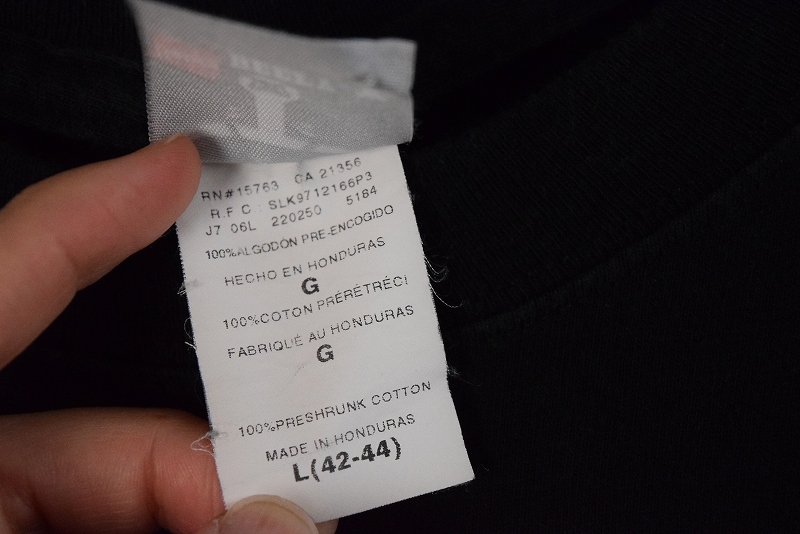 RN#15763 CA 21356
R.F C : SLK9712166P3
J7 06L 220250 5184
100%ALGODÓN PRE-ENCOGIDO
HECHO EN HONDURAS
G
100%COTON PRÉRÉTRÉCI
FABRIQUÉ AU HONDURAS
G
100%PRESHRUNK COTTON
MADE IN HONDURAS
L(42-44)